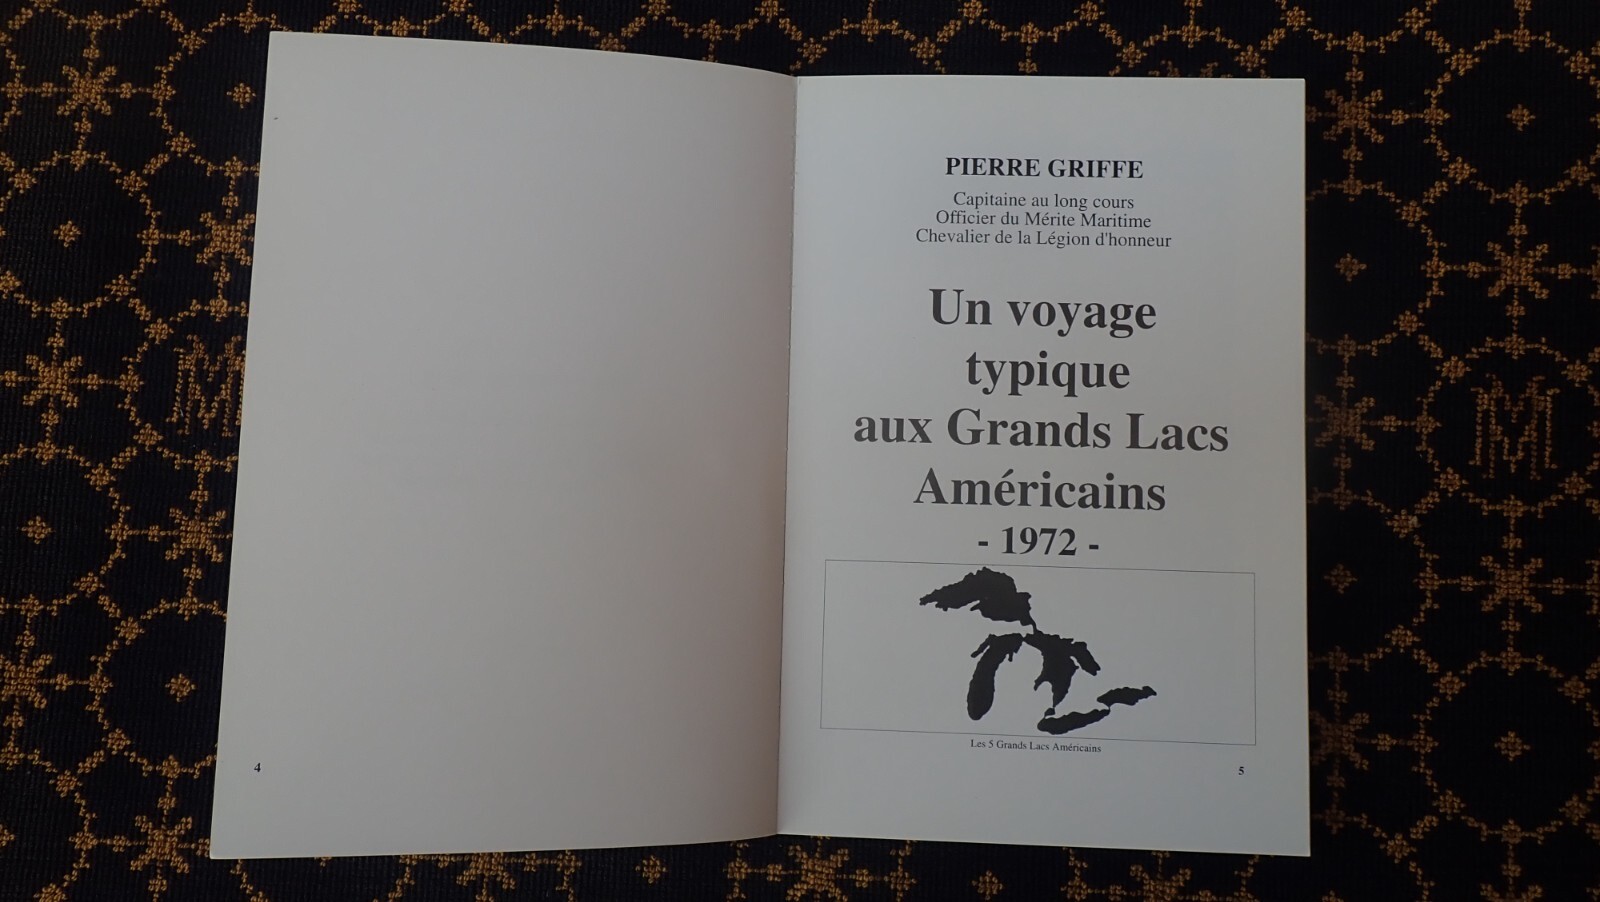 PIERRE GRIFFE
Capitaine au long cours
Officier du Mérite Maritime
Chevalier de la Légion d'honneur
Un voyage
typique
aux Grands Lacs
Américains
- 1972 -
Les 5 Grands Lacs Américains
4
5